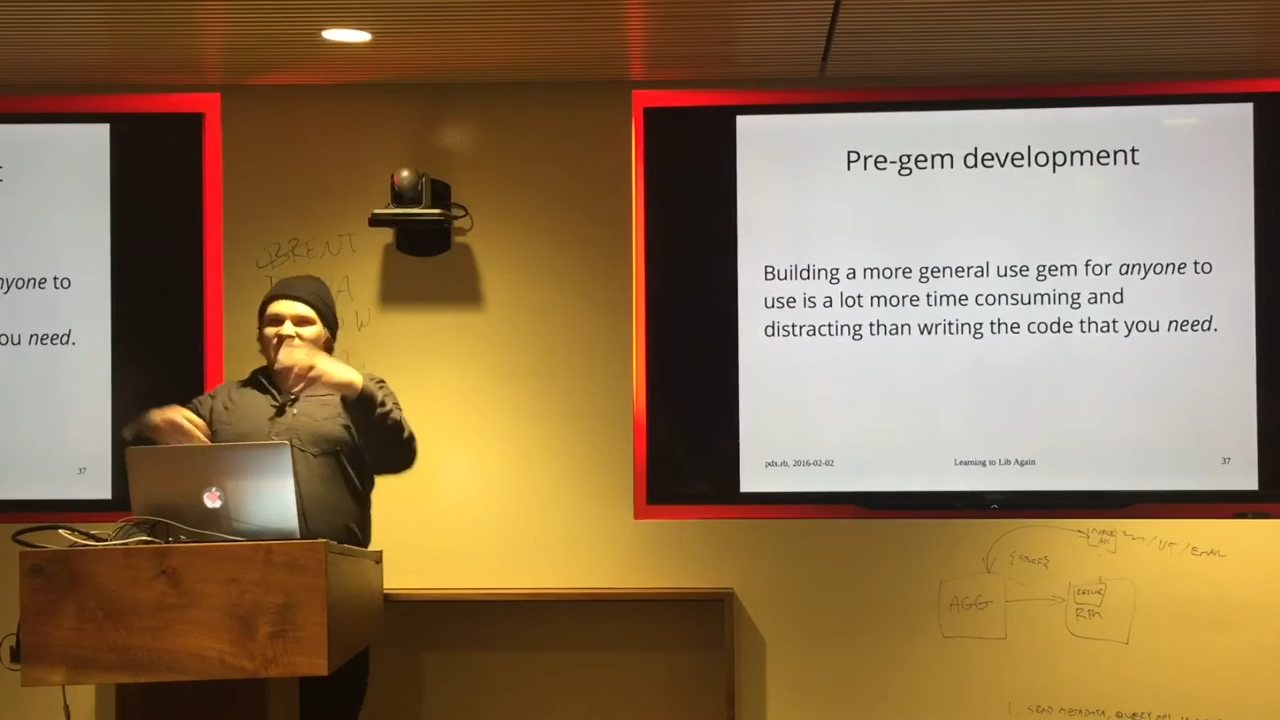 nyone to
ou need.
37
BRENT
Pre-gem development
Building a more general use gem for anyone to
use is a lot more time consuming and
distracting than writing the code that you need.
pdx.rb, 2016-02-02 Learning to Lib Again 37
/ EMAIL
AGG